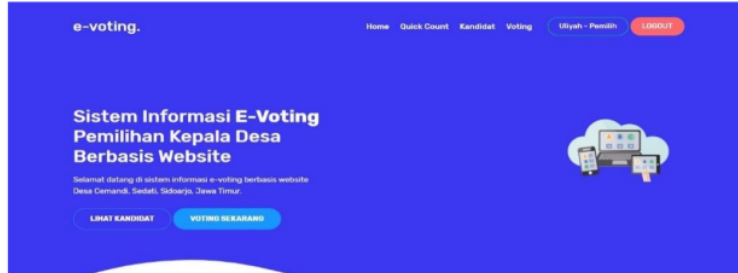 e-voting.
Home Quick Count Kandidat Voting Uliyah - Pemilih LOGOUT
Sistem Informasi E-Voting
Pemilihan Kepala Desa
Berbasis Website
Selamat datang di sistem informasi e-voting berbasis website
Desa Cemandi, Sedati, Sidoarjo, Jawa Timur.
LIHAT KANDIDAT VOTING SEKARANG